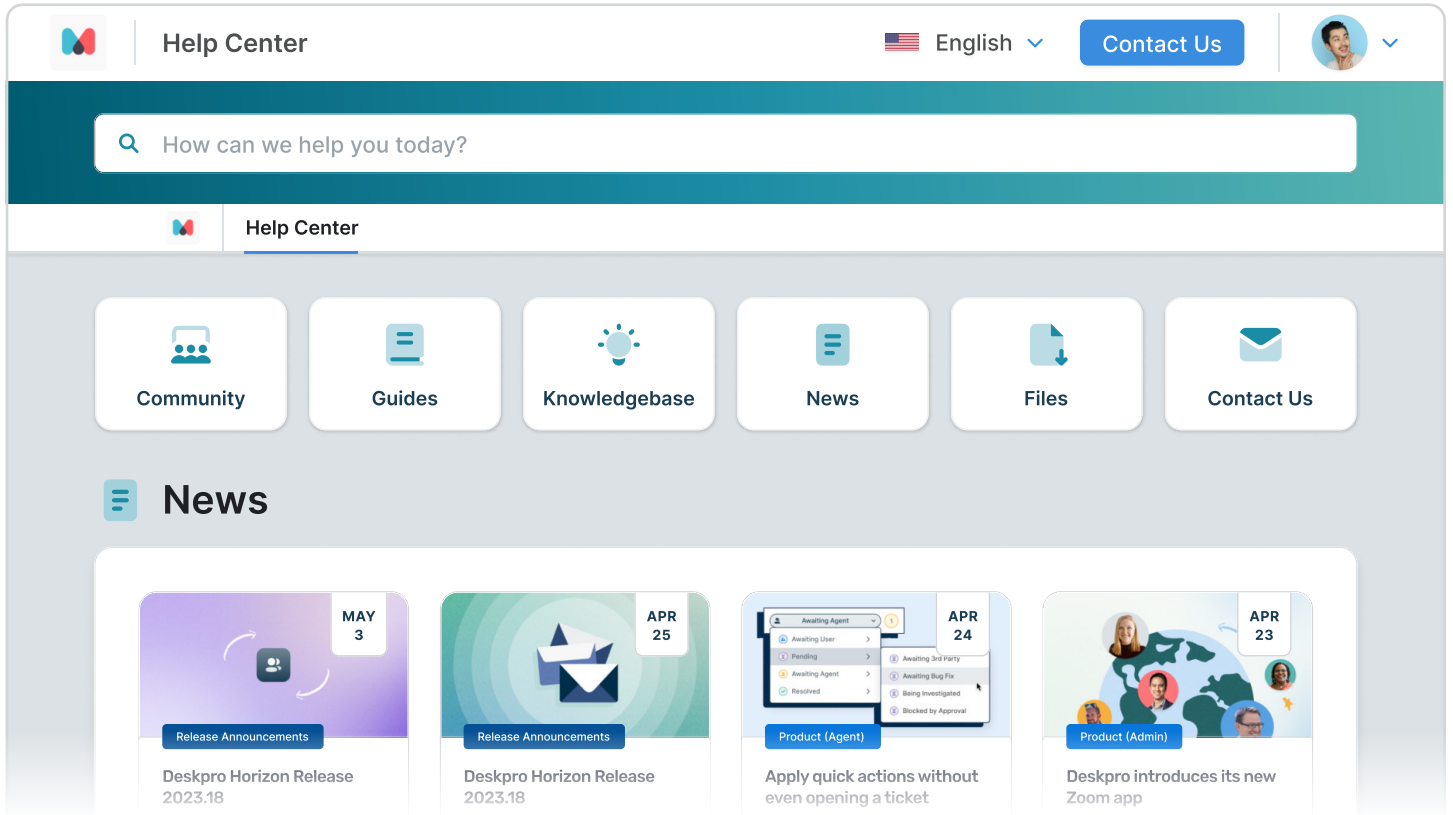 Help Center
English
Contact Us
How can we help you today?
Help Center
Community
Guides
Knowledgebase
News
Files
Contact Us
News
MAY
3
Release Announcements
Deskpro Horizon Release
2023.18
APR
25
Release Announcements
Deskpro Horizon Release
2023.18
APR
24
Awaiting Agent
1
Awaiting User
Pending
Awaiting Agent
Resolved
Awaiting 3rd Party
Awaiting Bug Fix
Being Investigated
Blocked by Approval
Product (Agent)
Apply quick actions without
even opening a ticket
APR
23
Product (Admin)
Deskpro introduces its new
Zoom app